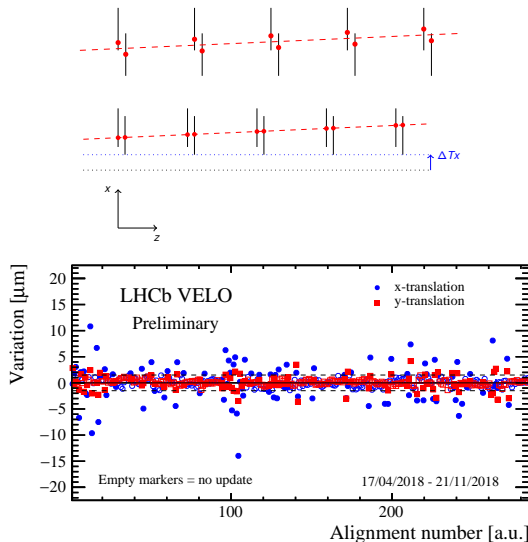 ΔTx
x
z
Variation [μm]
20
15
10
5
0
−5
−10
−15
−20
LHCb VELO
Preliminary
x-translation
y-translation
Empty markers = no update
17/04/2018 - 21/11/2018
100
200
Alignment number [a.u.]